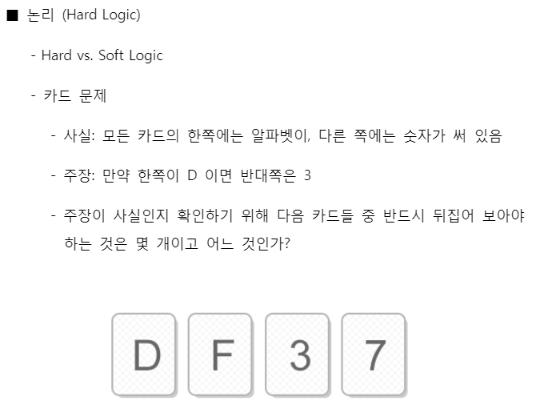 ■ 논리 (Hard Logic)
- Hard vs. Soft Logic
- 카드 문제
- 사실: 모든 카드의 한쪽에는 알파벳이, 다른 쪽에는 숫자가 써 있음
- 주장: 만약 한쪽이 D 이면 반대쪽은 3
- 주장이 사실인지 확인하기 위해 다음 카드들 중 반드시 뒤집어 보아야
하는 것은 몇 개이고 어느 것인가?
D F 3 7